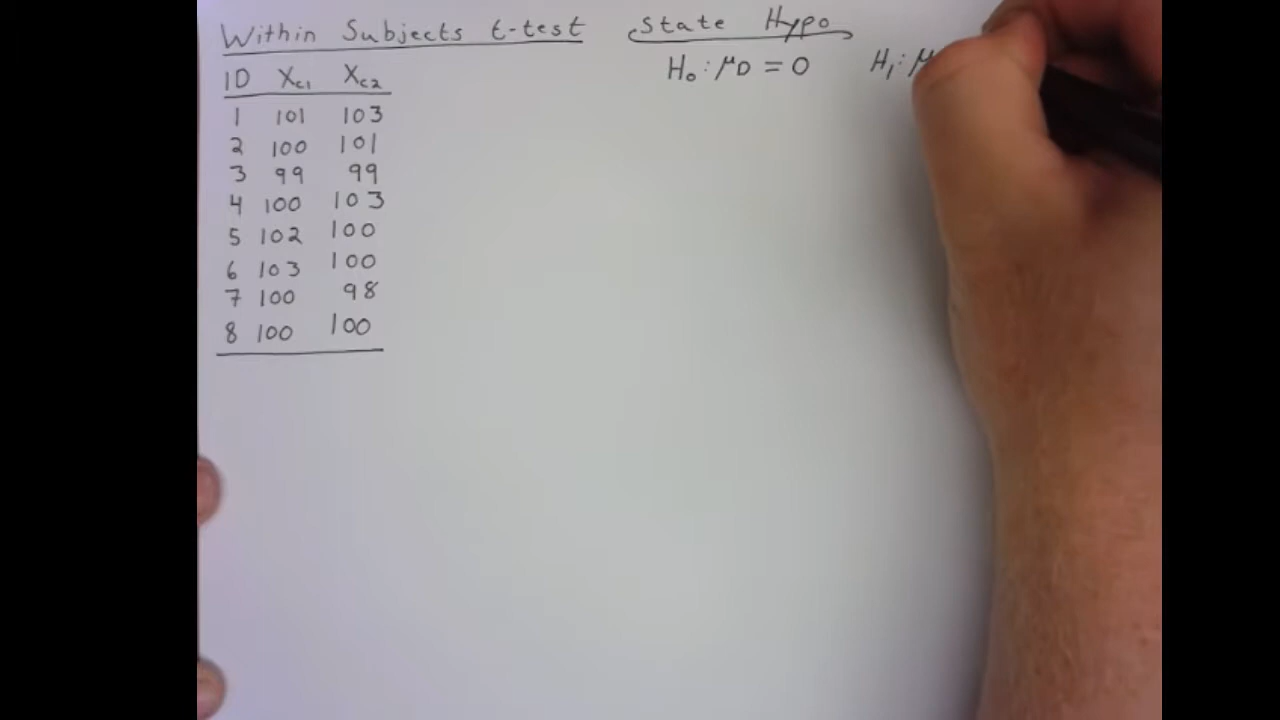 Within Subjects t-test
ID Xc1 Xc2
1 101 103
2 100 101
3 99 99
4 100 103
5 102 100
6 103 100
7 100 98
8 100 100
State Hypo
H₀: μD = 0 H₁: μ